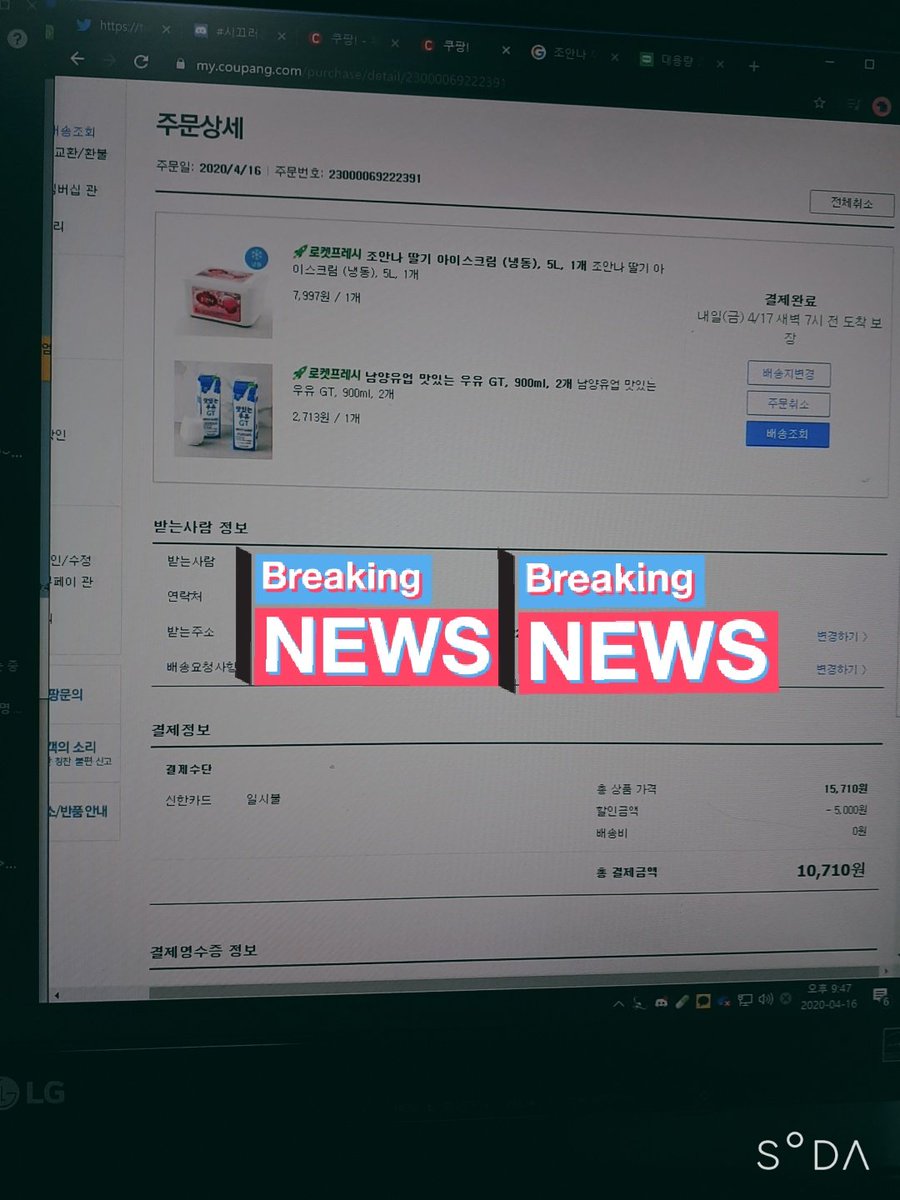 https://t
#시끄러
쿠팡! -
쿠팡!
조안나
대용량
my.coupang.com/purchase/detail/23000069222391
배송조회
교환/환불
버십 관
리
주문상세
주문일: 2020/4/16 | 주문번호: 23000069222391
전체취소
로켓프레시 조안나 딸기 아이스크림 (냉동), 5L, 1개 조안나 딸기 아
이스크림 (냉동), 5L, 1개
7,997원 / 1개
결제완료
내일(금) 4/17 새벽 7시 전 도착 보
장
배송지변경
주문취소
배송조회
로켓프레시 남양유업 맛있는 우유 GT, 900ml, 2개 남양유업 맛있는
우유 GT, 900ml, 2개
2,713원 / 1개
인/수정
페이 관
받는사람 정보
받는사람
연락처
받는주소
변경하기 >
배송요청사항
변경하기 >
Breaking
NEWS
Breaking
NEWS
팡문의
객의 소리
칭찬 불편 신고
소/반품 안내
결제정보
결제수단
신한카드 일시불
총 상품 가격 15,710원
할인금액 - 5,000원
배송비 0원
총 결제금액 10,710원
결제영수증 정보
오후 9:47
2020-04-16
6
LG
SODA